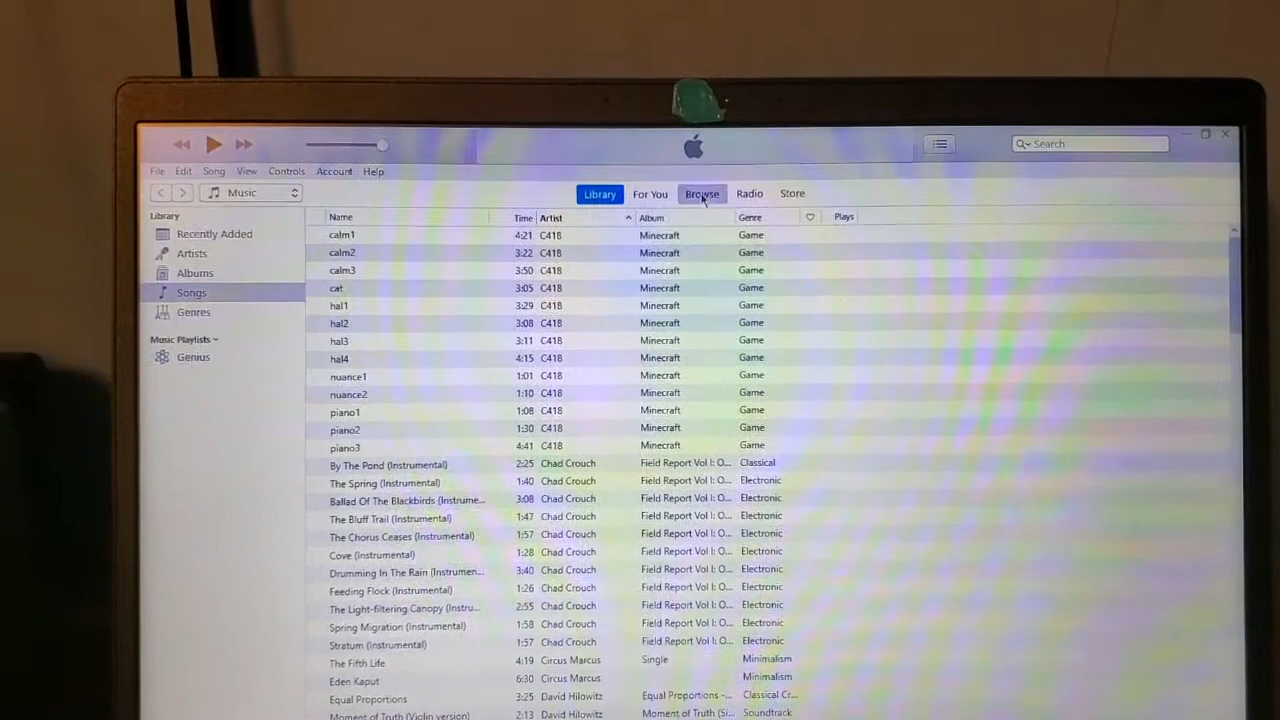 Search
File Edit Song View Controls Account Help
Music
Library For You Browse Radio Store
Library
Recently Added
Artists
Albums
Songs
Genres
Music Playlists
Genius
Name Time Artist Album Genre Plays
calm1 4:21 C418 Minecraft Game
calm2 3:22 C418 Minecraft Game
calm3 3:50 C418 Minecraft Game
cat 3:05 C418 Minecraft Game
hal1 3:29 C418 Minecraft Game
hal2 3:08 C418 Minecraft Game
hal3 3:11 C418 Minecraft Game
hal4 4:15 C418 Minecraft Game
nuance1 1:01 C418 Minecraft Game
nuance2 1:10 C418 Minecraft Game
piano1 1:08 C418 Minecraft Game
piano2 1:30 C418 Minecraft Game
piano3 4:41 C418 Minecraft Game
By The Pond (Instrumental) 2:25 Chad Crouch Field Report Vol I: O... Classical
The Spring (Instrumental) 1:40 Chad Crouch Field Report Vol I: O... Electronic
Ballad Of The Blackbirds (Instrume... 3:08 Chad Crouch Field Report Vol I: O... Electronic
The Bluff Trail (Instrumental) 1:47 Chad Crouch Field Report Vol I: O... Electronic
The Chorus Ceases (Instrumental) 1:57 Chad Crouch Field Report Vol I: O... Electronic
Cove (Instrumental) 1:28 Chad Crouch Field Report Vol I: O... Electronic
Drumming In The Rain (Instrumen... 3:40 Chad Crouch Field Report Vol I: O... Electronic
Feeding Flock (Instrumental) 1:26 Chad Crouch Field Report Vol I: O... Electronic
The Light-filtering Canopy (Instru... 2:55 Chad Crouch Field Report Vol I: O... Electronic
Spring Migration (Instrumental) 1:58 Chad Crouch Field Report Vol I: O... Electronic
Stratum (Instrumental) 1:57 Chad Crouch Field Report Vol I: O... Electronic
The Fifth Life 4:19 Circus Marcus Single Minimalism
Eden Kaput 6:30 Circus Marcus Minimalism
Equal Proportions 3:25 David Hilowitz Equal Proportions -... Classical Cr...
Moment of Truth (Violin version) 2:13 David Hilowitz Moment of Truth (Si... Soundtrack